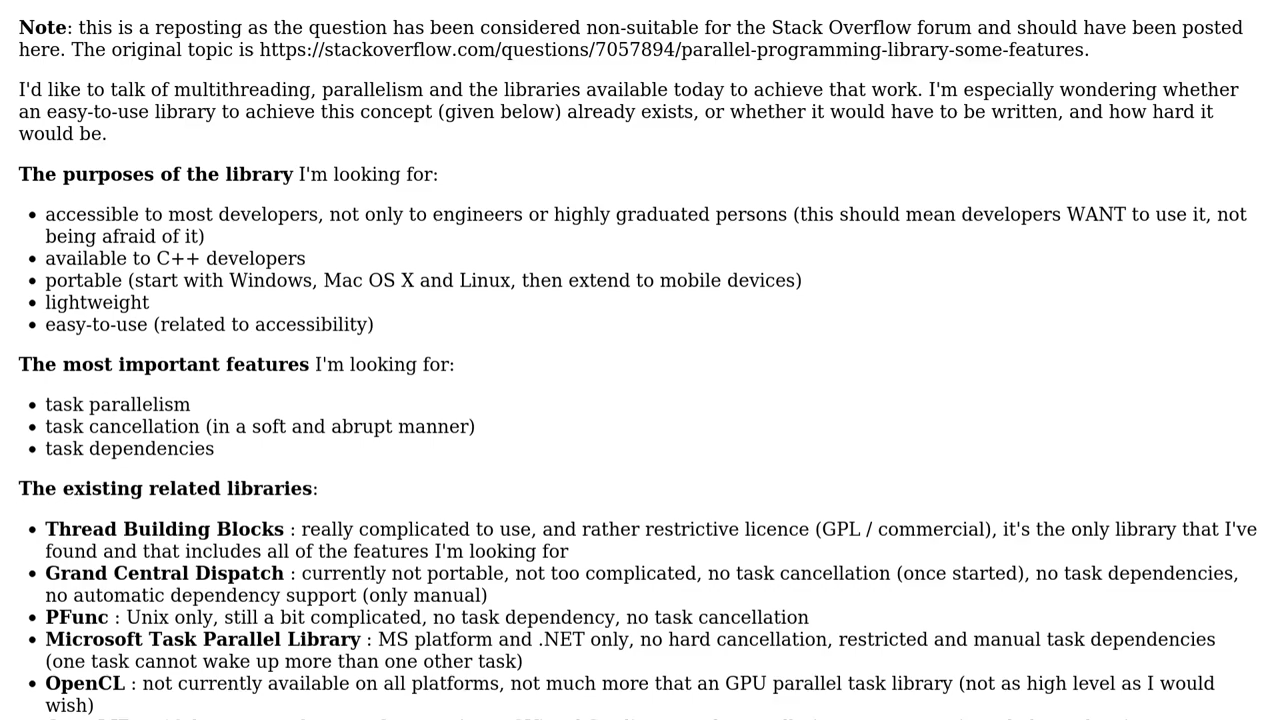 Note: this is a reposting as the question has been considered non-suitable for the Stack Overflow forum and should have been posted
here. The original topic is https://stackoverflow.com/questions/7057894/parallel-programming-library-some-features.
I'd like to talk of multithreading, parallelism and the libraries available today to achieve that work. I'm especially wondering whether
an easy-to-use library to achieve this concept (given below) already exists, or whether it would have to be written, and how hard it
would be.
The purposes of the library I'm looking for:
• accessible to most developers, not only to engineers or highly graduated persons (this should mean developers WANT to use it, not
being afraid of it)
• available to C++ developers
• portable (start with Windows, Mac OS X and Linux, then extend to mobile devices)
• lightweight
• easy-to-use (related to accessibility)
The most important features I'm looking for:
• task parallelism
• task cancellation (in a soft and abrupt manner)
• task dependencies
The existing related libraries:
• Thread Building Blocks : really complicated to use, and rather restrictive licence (GPL / commercial), it's the only library that I've
found and that includes all of the features I'm looking for
• Grand Central Dispatch : currently not portable, not too complicated, no task cancellation (once started), no task dependencies,
no automatic dependency support (only manual)
• PFunc : Unix only, still a bit complicated, no task dependency, no task cancellation
• Microsoft Task Parallel Library : MS platform and .NET only, no hard cancellation, restricted and manual task dependencies
(one task cannot wake up more than one other task)
• OpenCL : not currently available on all platforms, not much more that an GPU parallel task library (not as high level as I would
wish)